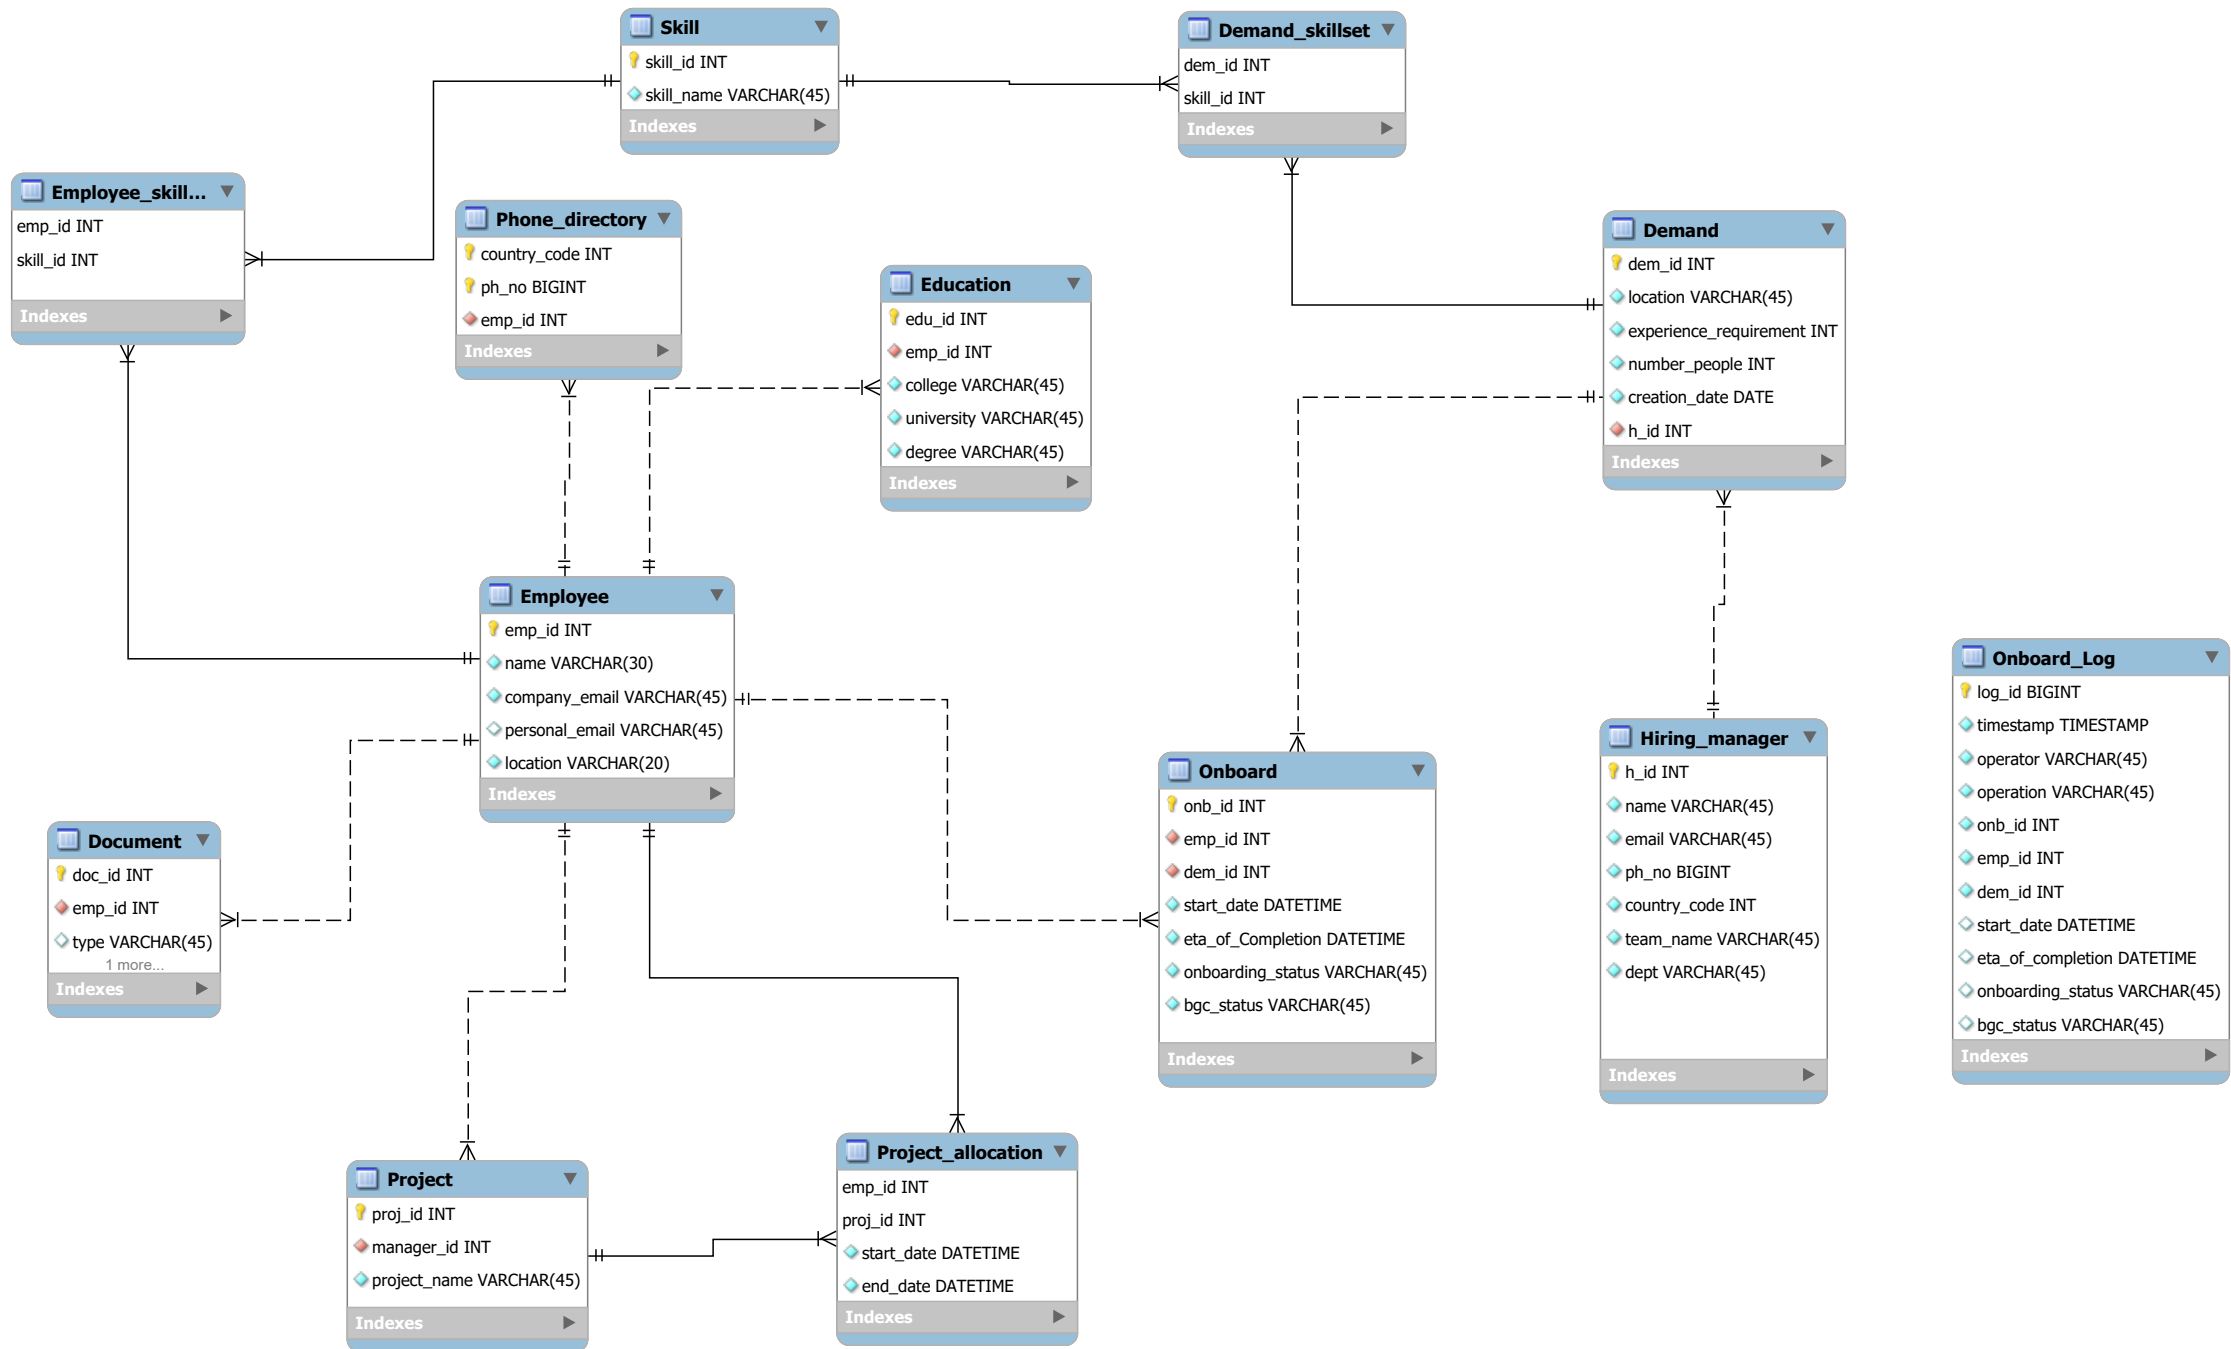 Skill
skill_id INT
skill_name VARCHAR(45)
Indexes
Demand_skillset
dem_id INT
skill_id INT
Indexes
Employee_skill...
emp_id INT
skill_id INT
Indexes
Phone_directory
country_code INT
ph_no BIGINT
emp_id INT
Indexes
Education
edu_id INT
emp_id INT
college VARCHAR(45)
university VARCHAR(45)
degree VARCHAR(45)
Indexes
Demand
dem_id INT
location VARCHAR(45)
experience_requirement INT
number_people INT
creation_date DATE
h_id INT
Indexes
Employee
emp_id INT
name VARCHAR(30)
company_email VARCHAR(45)
personal_email VARCHAR(45)
location VARCHAR(20)
Indexes
Onboard_Log
log_id BIGINT
timestamp TIMESTAMP
operator VARCHAR(45)
operation VARCHAR(45)
onb_id INT
emp_id INT
dem_id INT
start_date DATETIME
eta_of_completion DATETIME
onboarding_status VARCHAR(45)
bgc_status VARCHAR(45)
Indexes
Hiring_manager
h_id INT
name VARCHAR(45)
email VARCHAR(45)
ph_no BIGINT
country_code INT
team_name VARCHAR(45)
dept VARCHAR(45)
Indexes
Onboard
onb_id INT
emp_id INT
dem_id INT
start_date DATETIME
eta_of_Completion DATETIME
onboarding_status VARCHAR(45)
bgc_status VARCHAR(45)
Indexes
Document
doc_id INT
emp_id INT
type VARCHAR(45)
1 more...
Indexes
Project
proj_id INT
manager_id INT
project_name VARCHAR(45)
Indexes
Project_allocation
emp_id INT
proj_id INT
start_date DATETIME
end_date DATETIME
Indexes